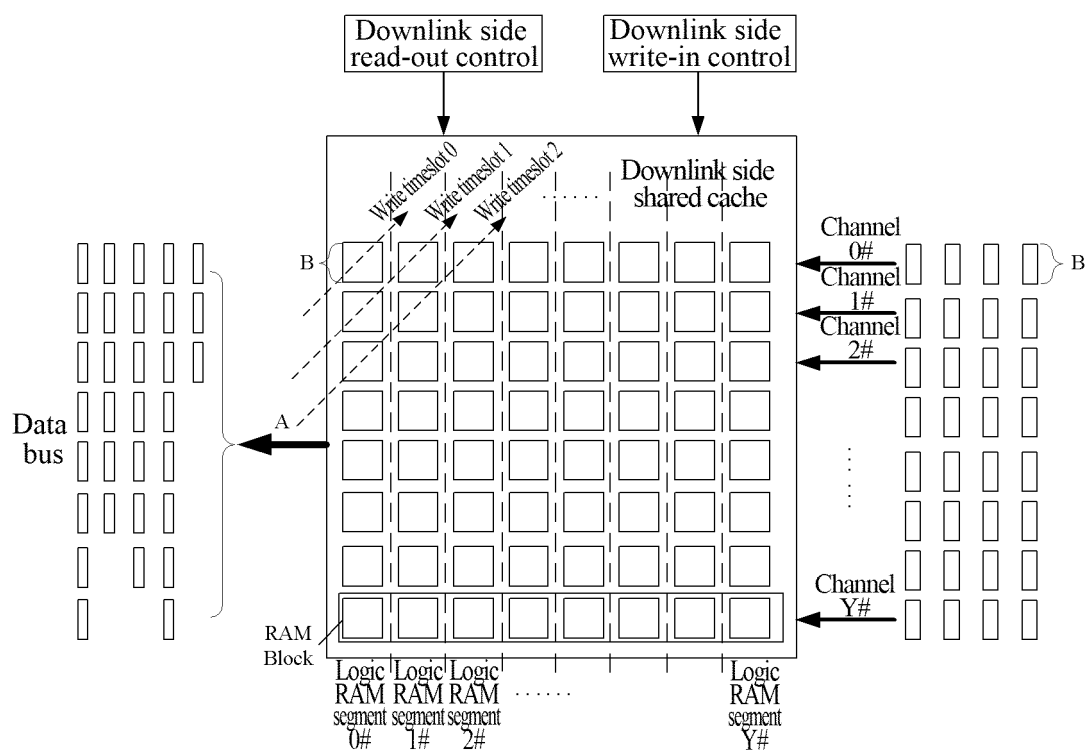 Downlink side
read-out control
Downlink side
write-in control
Write timeslot 0
Write timeslot 1
Write timeslot 2
......
Downlink side
shared cache
B
Channel
0#
B
Channel
1#
Channel
2#
A
Data
bus
......
Channel
Y#
RAM
Block
Logic
RAM
segment
0#
Logic
RAM
segment
1#
Logic
RAM
segment
2#
......
Logic
RAM
segment
Y#